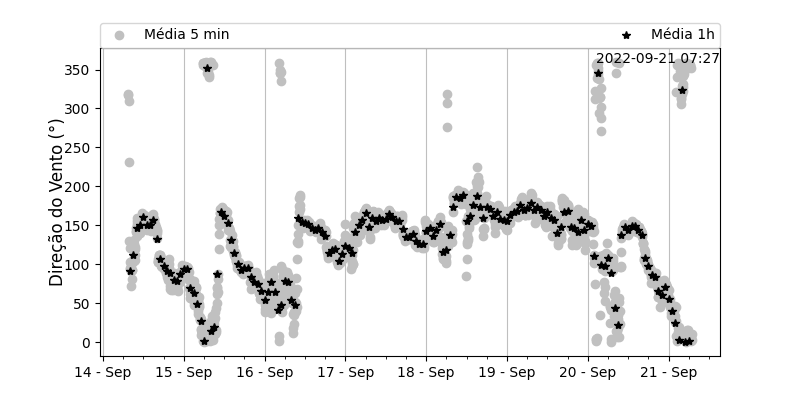 Média 5 min
Média 1h
2022-09-21 07:27
Direção do Vento (°)
350
300
250
200
150
100
50
0
14 - Sep
15 - Sep
16 - Sep
17 - Sep
18 - Sep
19 - Sep
20 - Sep
21 - Sep